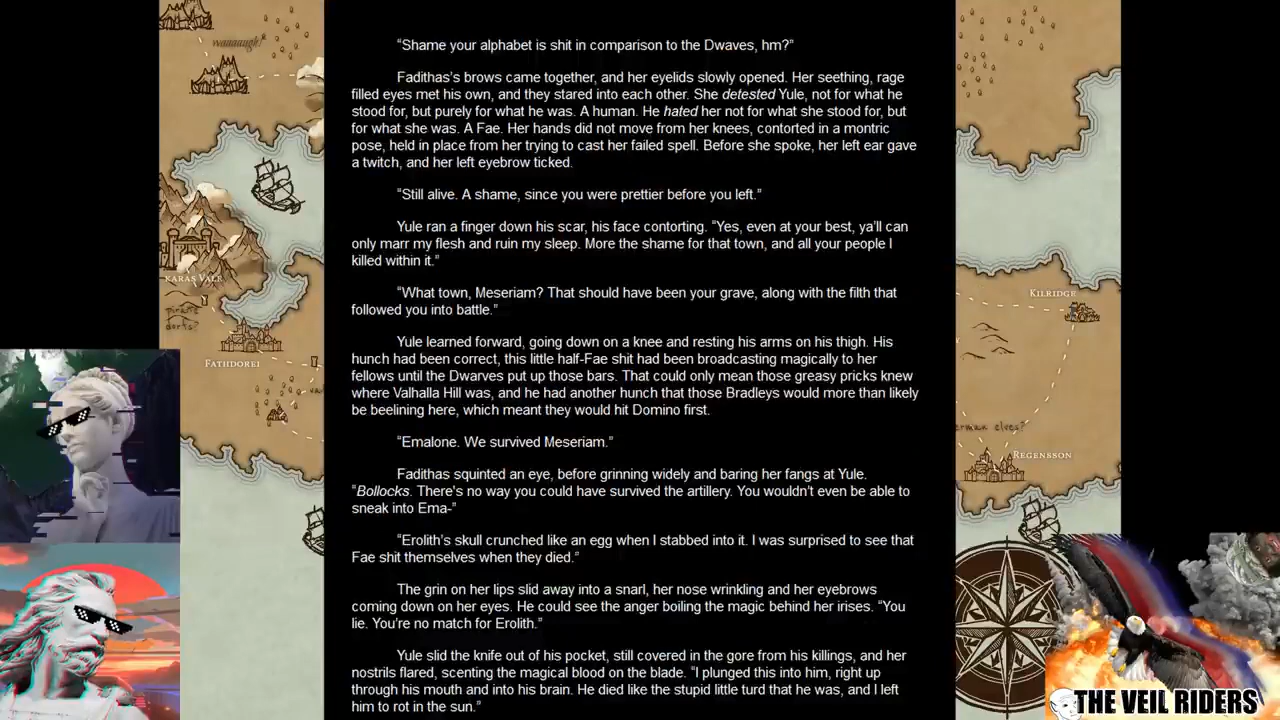 waaaaugh!
“Shame your alphabet is shit in comparison to the Dwaves, hm?”
Fadithas’s brows came together, and her eyelids slowly opened. Her seething, rage
filled eyes met his own, and they stared into each other. She detested Yule, not for what he
stood for, but purely for what he was. A human. He hated her not for what she stood for, but
for what she was. A Fae. Her hands did not move from her knees, contorted in a montric
pose, held in place from her trying to cast her failed spell. Before she spoke, her left ear gave
a twitch, and her left eyebrow ticked.
“Still alive. A shame, since you were prettier before you left.”
Yule ran a finger down his scar, his face contorting. “Yes, even at your best, ya’ll can
only marr my flesh and ruin my sleep. More the shame for that town, and all your people I
killed within it.”
“What town, Meseriam? That should have been your grave, along with the filth that
followed you into battle.”
Yule learned forward, going down on a knee and resting his arms on his thigh. His
hunch had been correct, this little half-Fae shit had been broadcasting magically to her
fellows until the Dwarves put up those bars. That could only mean those greasy pricks knew
where Valhalla Hill was, and he had another hunch that those Bradleys would more than likely
be beelining here, which meant they would hit Domino first.
“Emalone. We survived Meseriam.”
Fadithas squinted an eye, before grinning widely and baring her fangs at Yule.
“Bollocks. There’s no way you could have survived the artillery. You wouldn’t even be able to
sneak into Ema-”
“Erolith’s skull crunched like an egg when I stabbed into it. I was surprised to see that
Fae shit themselves when they died.”
The grin on her lips slid away into a snarl, her nose wrinkling and her eyebrows
coming down on her eyes. He could see the anger boiling the magic behind her irises. “You
lie. You’re no match for Erolith.”
Yule slid the knife out of his pocket, still covered in the gore from his killings, and her
nostrils flared, scenting the magical blood on the blade. “I plunged this into him, right up
through his mouth and into his brain. He died like the stupid little turd that he was, and I left
him to rot in the sun.”
KARAS VALE
pirate
dorfs?
FATHDOREI
KILRIDGE
erman elves?
REGENSSON
THE VEIL RIDERS